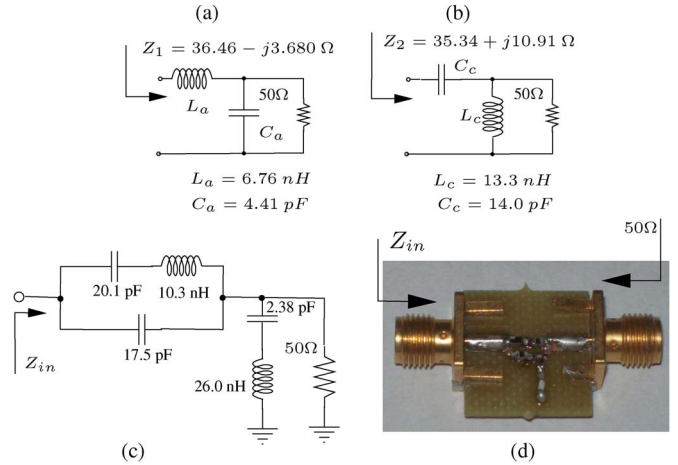 (a)
(b)
Z1 = 36.46 − j3.680 Ω
Z2 = 35.34 + j10.91 Ω
La
50Ω
Ca
Cc
Lc
50Ω
La = 6.76 nH
Ca = 4.41 pF
Lc = 13.3 nH
Cc = 14.0 pF
20.1 pF
10.3 nH
17.5 pF
Zin
2.38 pF
50Ω
26.0 nH
Zin
50Ω
(c)
(d)